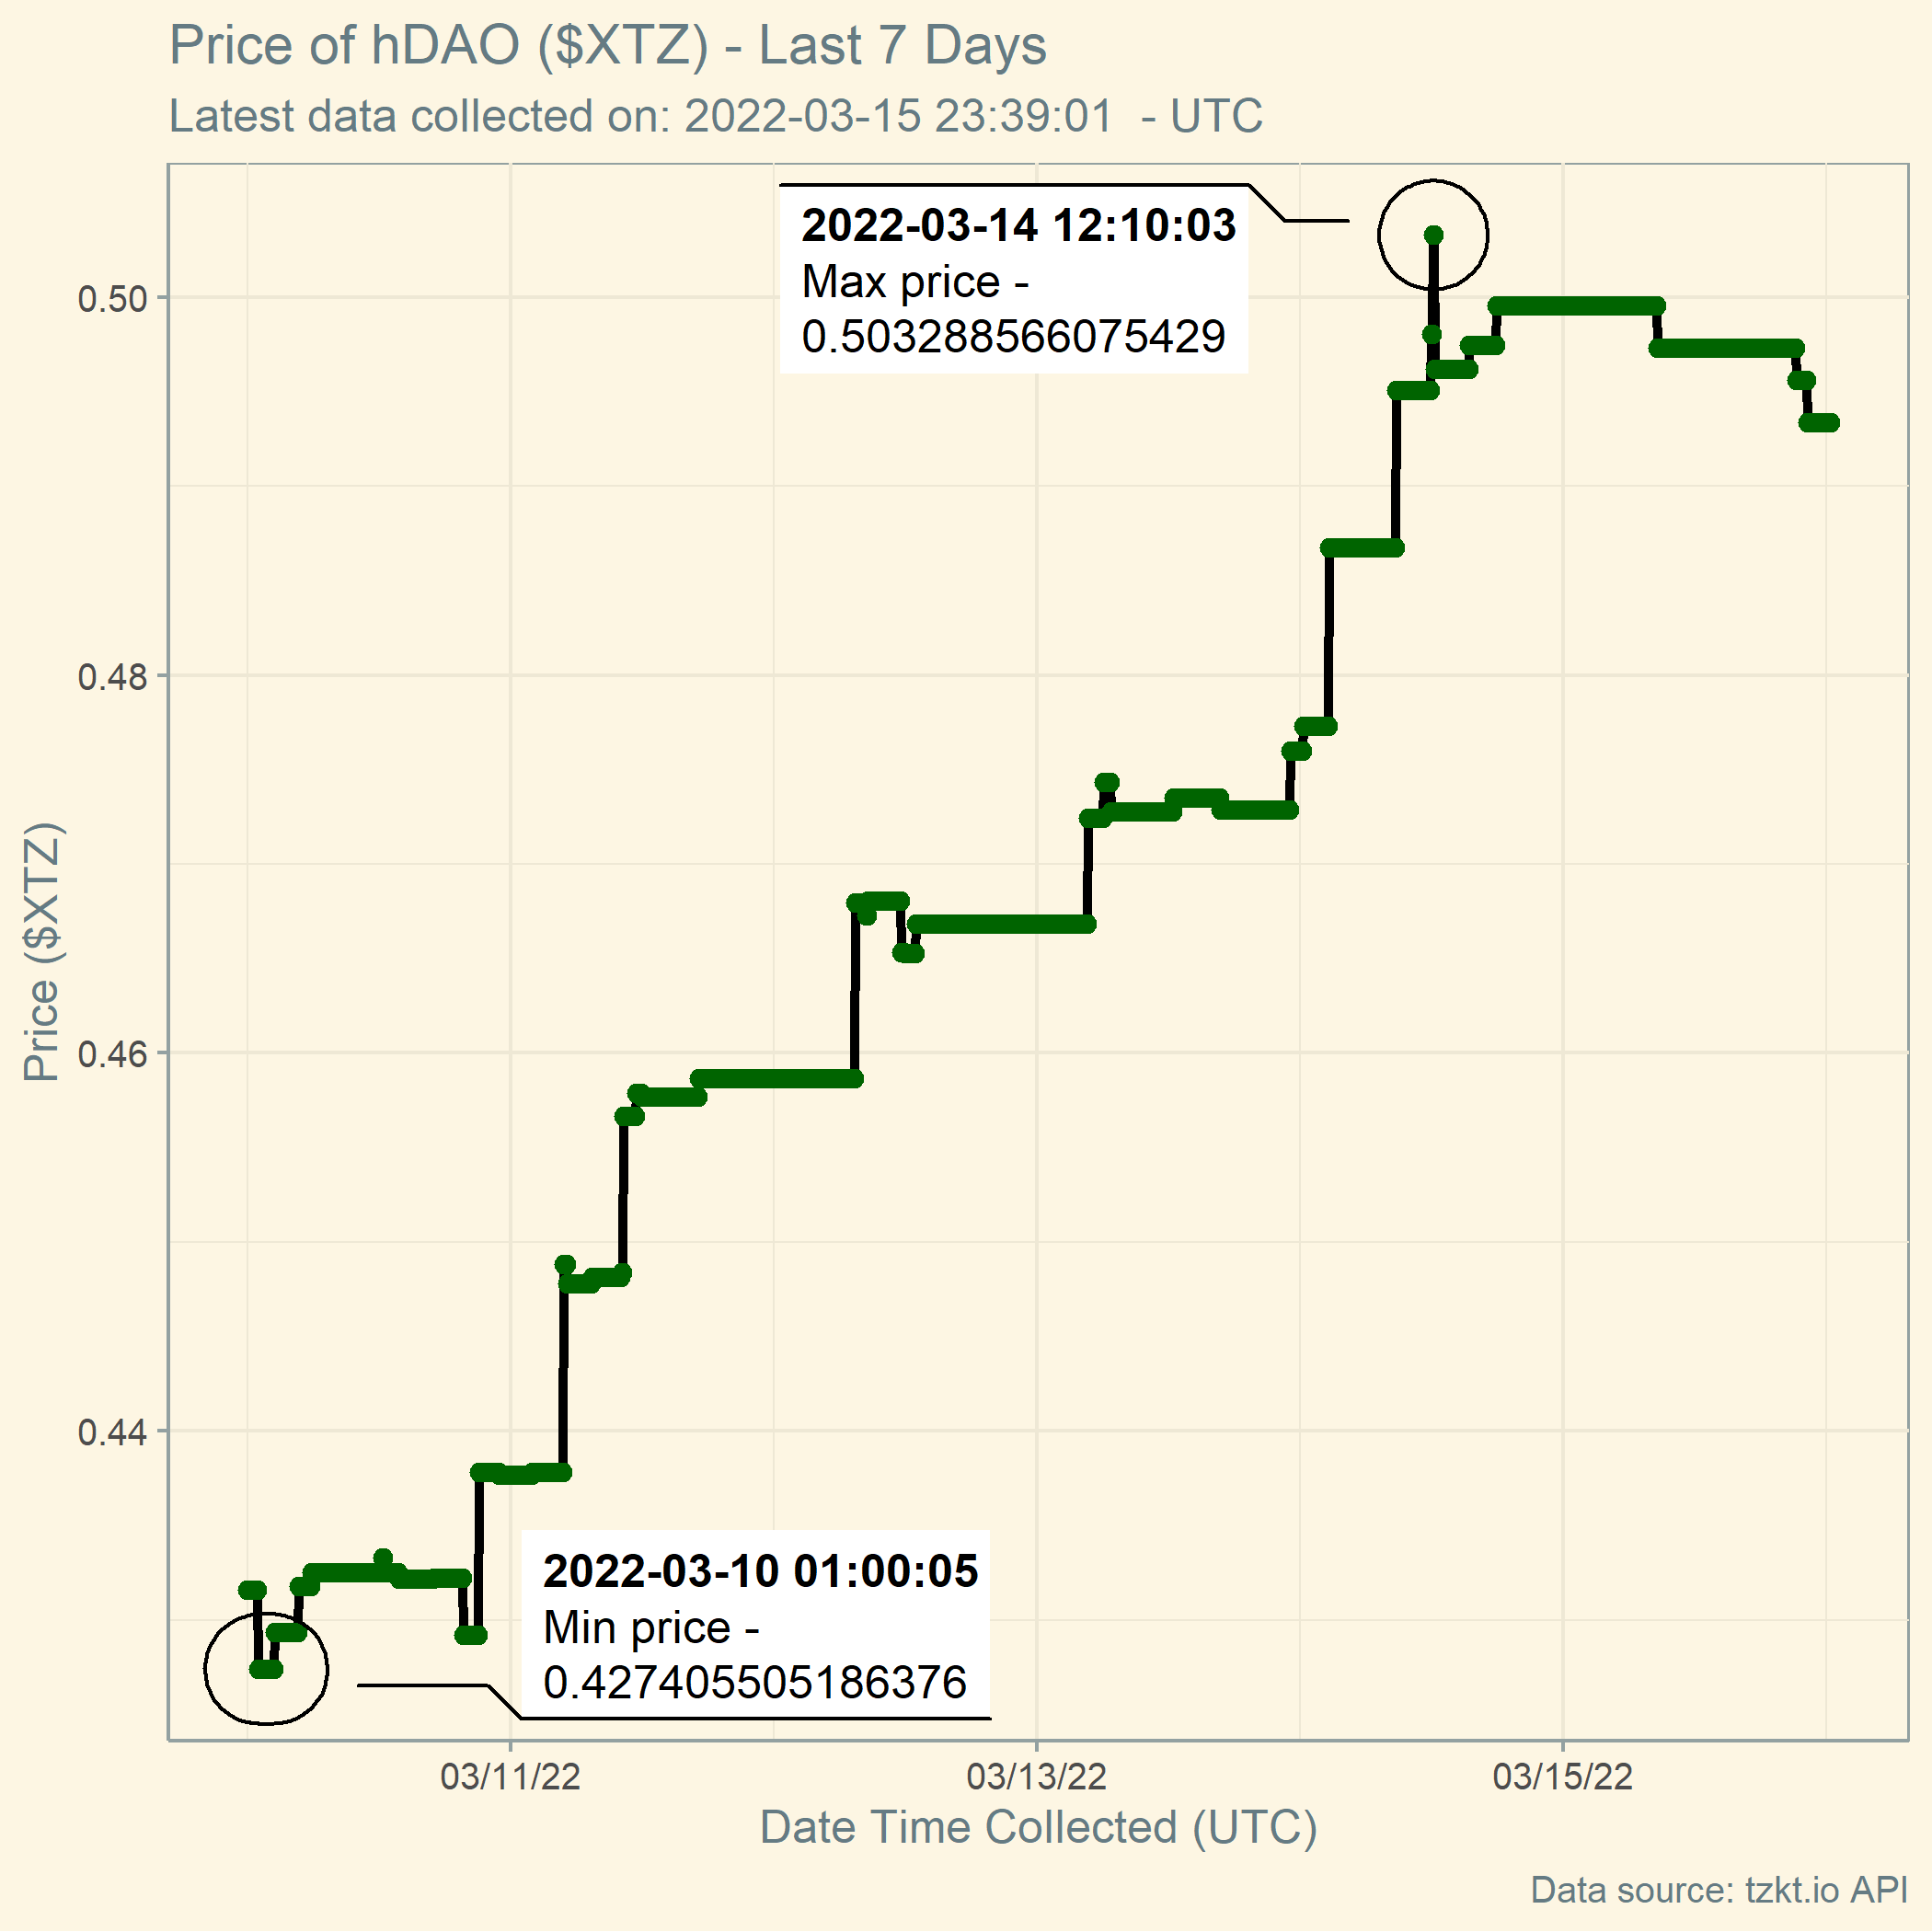 Price of hDAO ($XTZ) - Last 7 Days
Latest data collected on: 2022-03-15 23:39:01  - UTC
2022-03-14 12:10:03
Max price -
0.503288566075429
0.50
0.48
0.46
0.44
Price ($XTZ)
2022-03-10 01:00:05
Min price -
0.427405505186376
03/11/22
03/13/22
03/15/22
Date Time Collected (UTC)
Data source: tzkt.io API